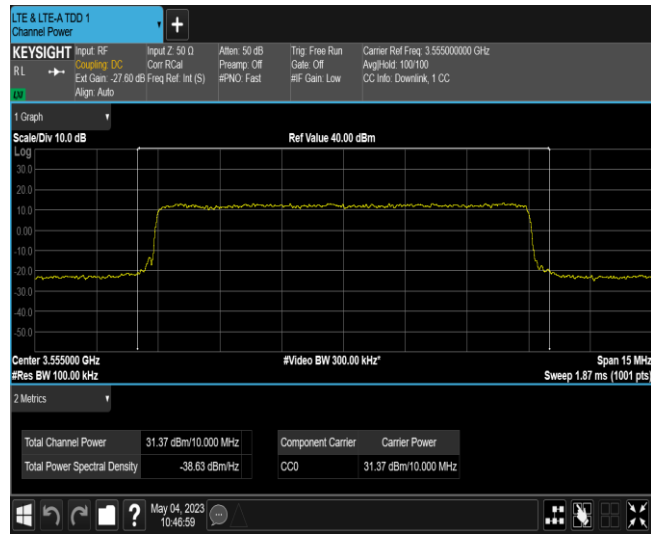 LTE & LTE-A TDD 1
Channel Power
KEYSIGHT
RL
LXI
Input: RF
Coupling: DC
Ext Gain: -27.60 dB
Align: Auto
Input Z: 50 Ω
Corr RCal
Freq Ref: Int (S)
Atten: 50 dB
Preamp: Off
#PNO: Fast
Trig: Free Run
Gate: Off
#IF Gain: Low
Carrier Ref Freq: 3.555000000 GHz
Avg|Hold: 100/100
CC Info: Downlink, 1 CC
1 Graph
Scale/Div 10.0 dB
Ref Value 40.00 dBm
Log
30.0
20.0
10.0
0.00
-10.0
-20.0
-30.0
-40.0
-50.0
Center 3.555000 GHz
#Video BW 300.00 kHz*
Span 15 MHz
#Res BW 100.00 kHz
Sweep 1.87 ms (1001 pts)
2 Metrics
Total Channel Power 31.37 dBm/10.000 MHz
Total Power Spectral Density -38.63 dBm/Hz
Component Carrier Carrier Power
CC0 31.37 dBm/10.000 MHz
?
May 04, 2023
10:46:59